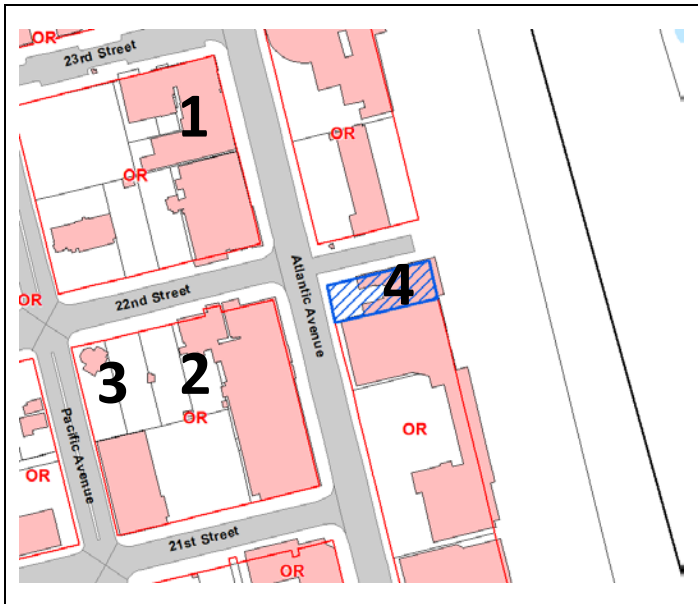 OR
23rd Street
1
OR
OR
Atlantic Avenue
4
OR
22nd Street
3
2
OR
Pacific Avenue
OR
OR
21st Street
OR